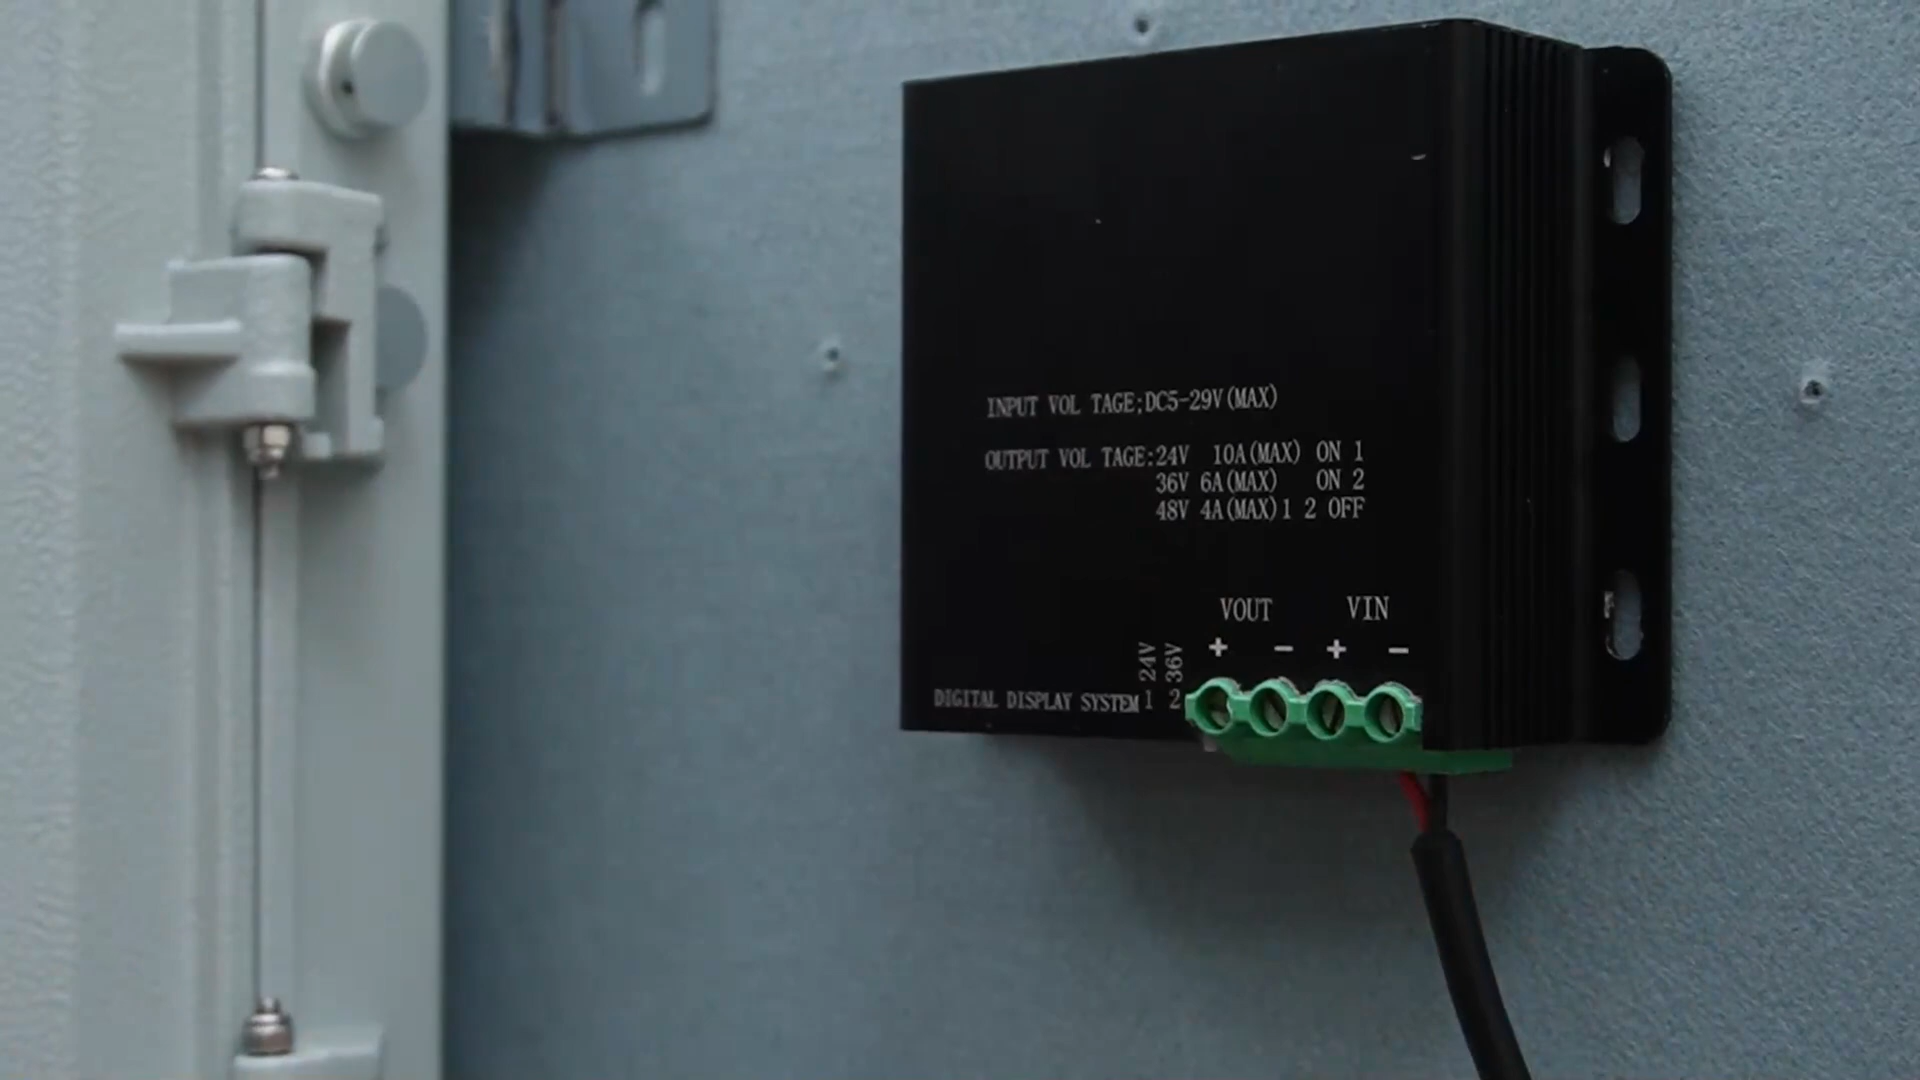 INPUT VOL TAGE;DC5-29V(MAX)
OUTPUT VOL TAGE:24V 10A(MAX) ON 1
36V 6A(MAX) ON 2
48V 4A(MAX)1 2 OFF
VOUT VIN
+ - + -
24V 36V
DIGITAL DISPLAY SYSTEM 1 2